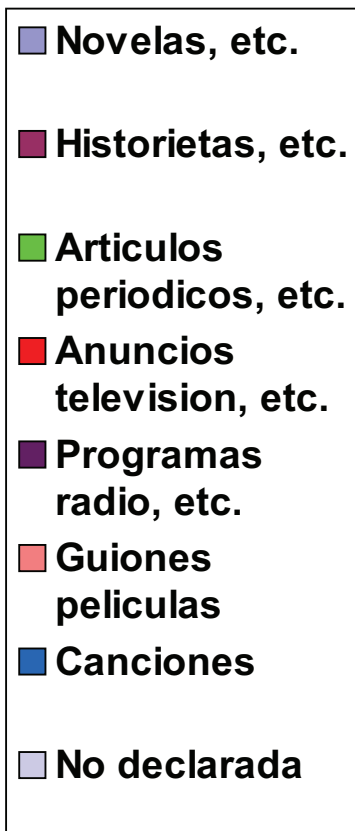 Novelas, etc.
Historietas, etc.
Articulos
periodicos, etc.
Anuncios
television, etc.
Programas
radio, etc.
Guiones
peliculas
Canciones
No declarada